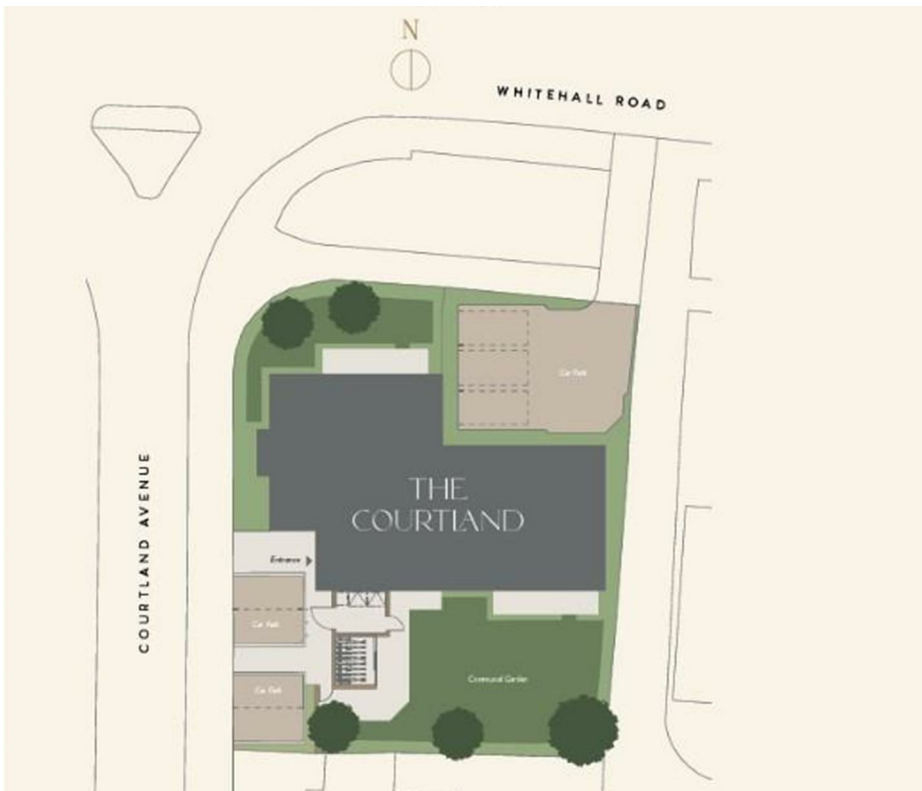 N
WHITEHALL ROAD
Car Park
THE
COURTLAND
COURTLAND AVENUE
Entrance
Car Park
Communal Garden
Car Park